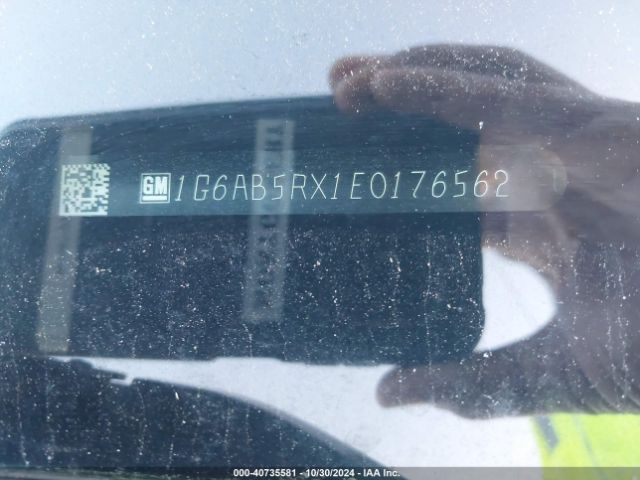 GM 1G6AB5RX1E0176562
000-40735581 - 10/30/2024 - IAA Inc.